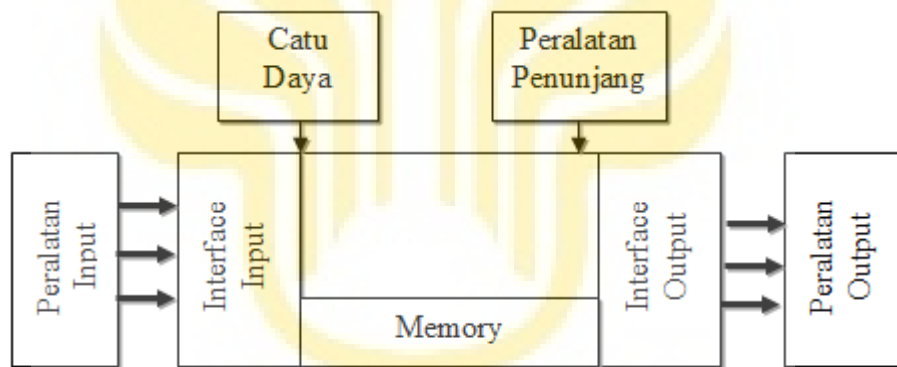 Catu
Daya
Peralatan
Penunjang
Peralatan
Input
Interface
Input
Memory
Interface
Output
Peralatan
Output